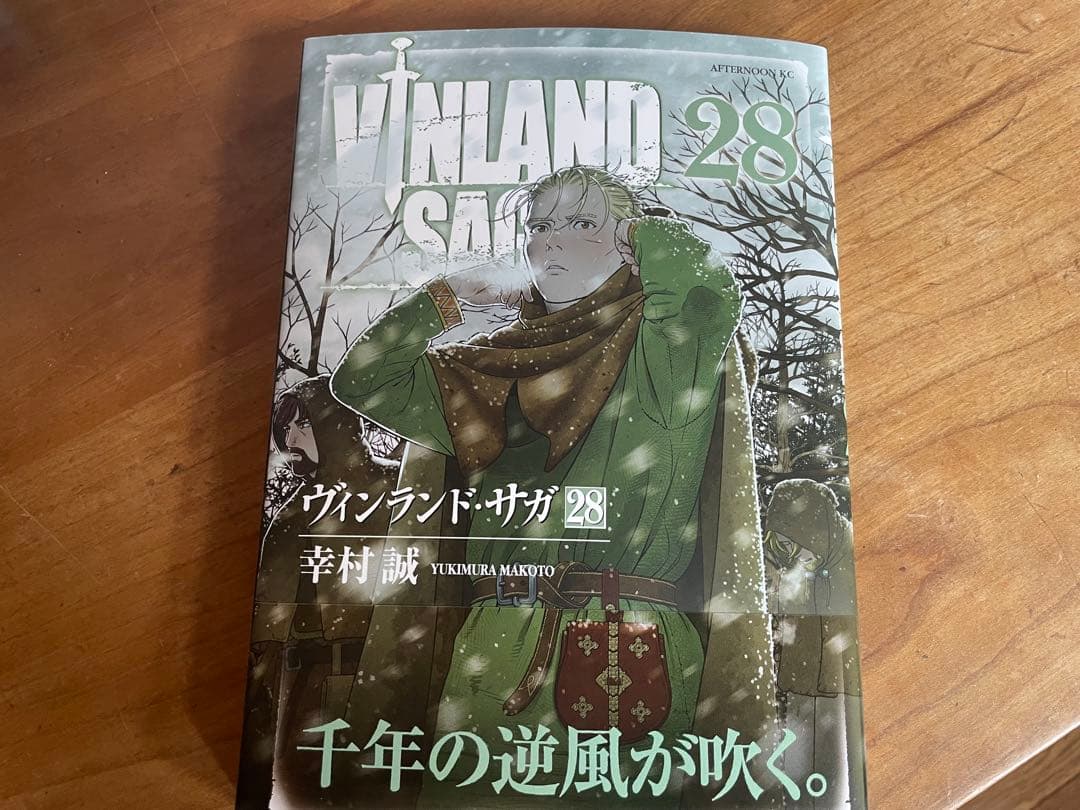 AFTERNOON KC
VINLAND 28
SAG
ヴィンランド・サガ 28
幸村誠 YUKIMURA MAKOTO
千年の逆風が吹く。